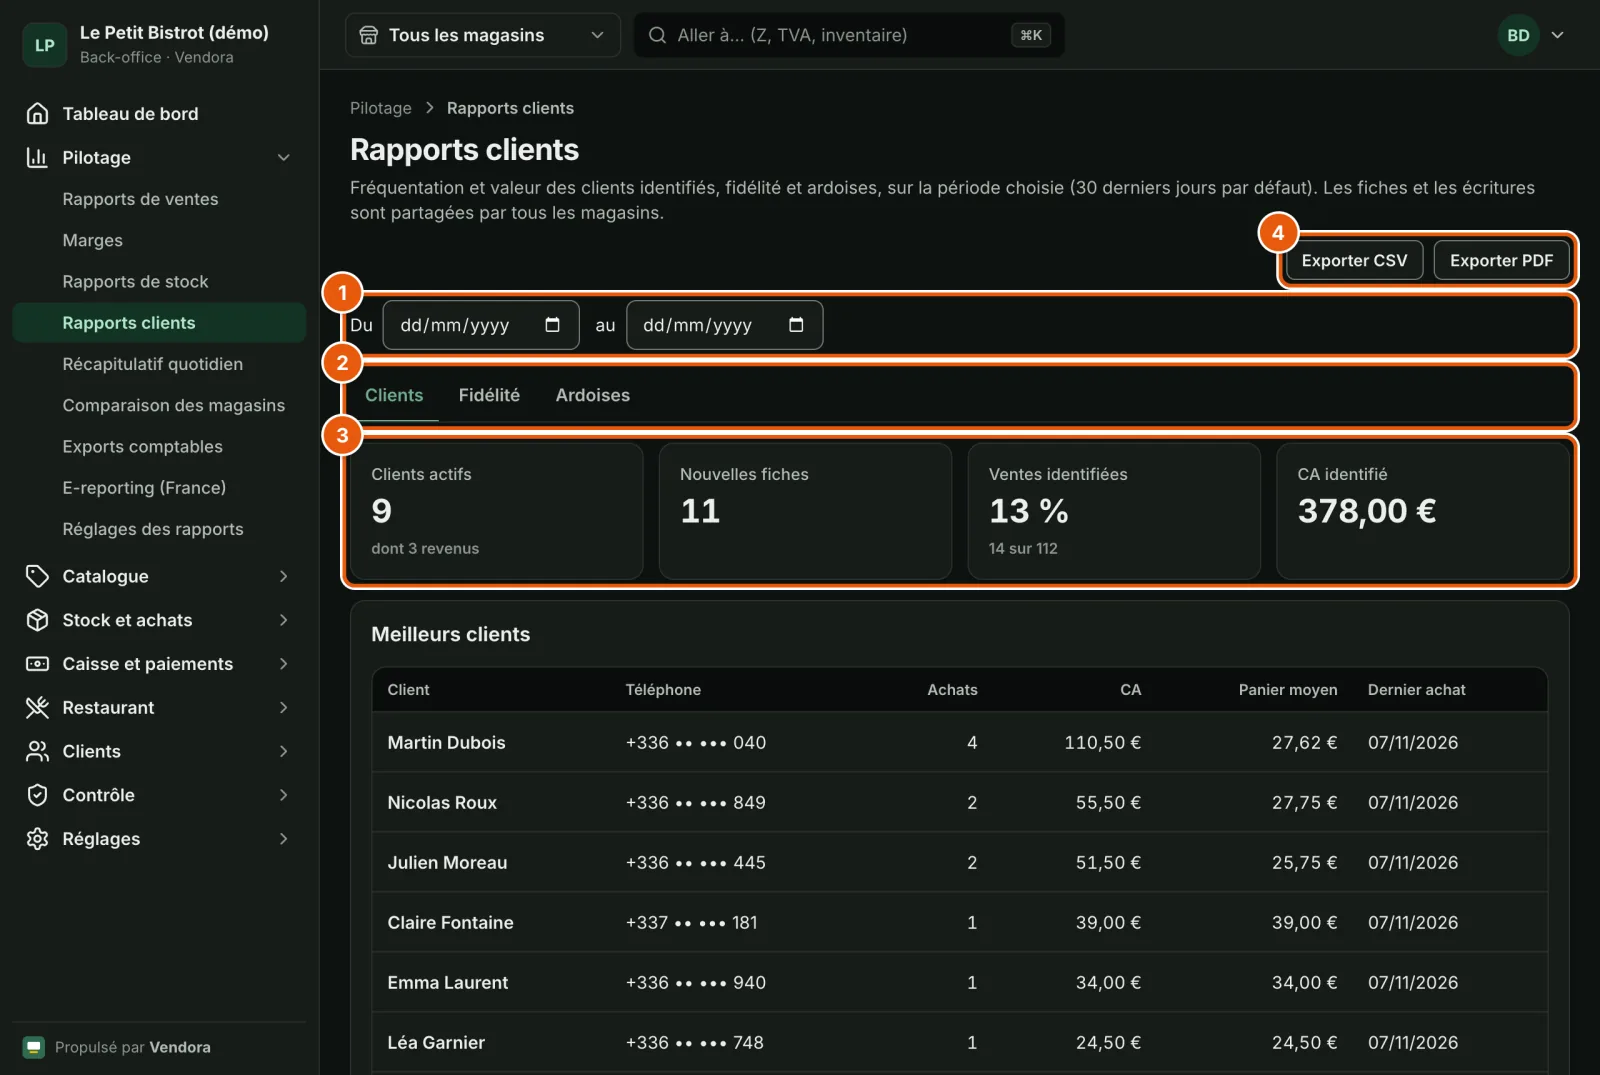 LP
Le Petit Bistrot (démo)
Back-office · Vendora
Tous les magasins
Aller à... (Z, TVA, inventaire)
⌘K
BD
Tableau de bord
Pilotage
Rapports de ventes
Marges
Rapports de stock
Rapports clients
Récapitulatif quotidien
Comparaison des magasins
Exports comptables
E-reporting (France)
Réglages des rapports
Catalogue
Stock et achats
Caisse et paiements
Restaurant
Clients
Contrôle
Réglages
Propulsé par Vendora
Pilotage > Rapports clients
Rapports clients
Fréquentation et valeur des clients identifiés, fidélité et ardoises, sur la période choisie (30 derniers jours par défaut). Les fiches et les écritures
sont partagées par tous les magasins.
4
Exporter CSV
Exporter PDF
1
Du dd/mm/yyyy au dd/mm/yyyy
2
Clients Fidélité Ardoises
3
Clients actifs
9
dont 3 revenus
Nouvelles fiches
11
Ventes identifiées
13 %
14 sur 112
CA identifié
378,00 €
Meilleurs clients
Client Téléphone Achats CA Panier moyen Dernier achat
Martin Dubois +336 •• ••• 040 4 110,50 € 27,62 € 07/11/2026
Nicolas Roux +336 •• ••• 849 2 55,50 € 27,75 € 07/11/2026
Julien Moreau +336 •• ••• 445 2 51,50 € 25,75 € 07/11/2026
Claire Fontaine +337 •• ••• 181 1 39,00 € 39,00 € 07/11/2026
Emma Laurent +336 •• ••• 940 1 34,00 € 34,00 € 07/11/2026
Léa Garnier +336 •• ••• 748 1 24,50 € 24,50 € 07/11/2026